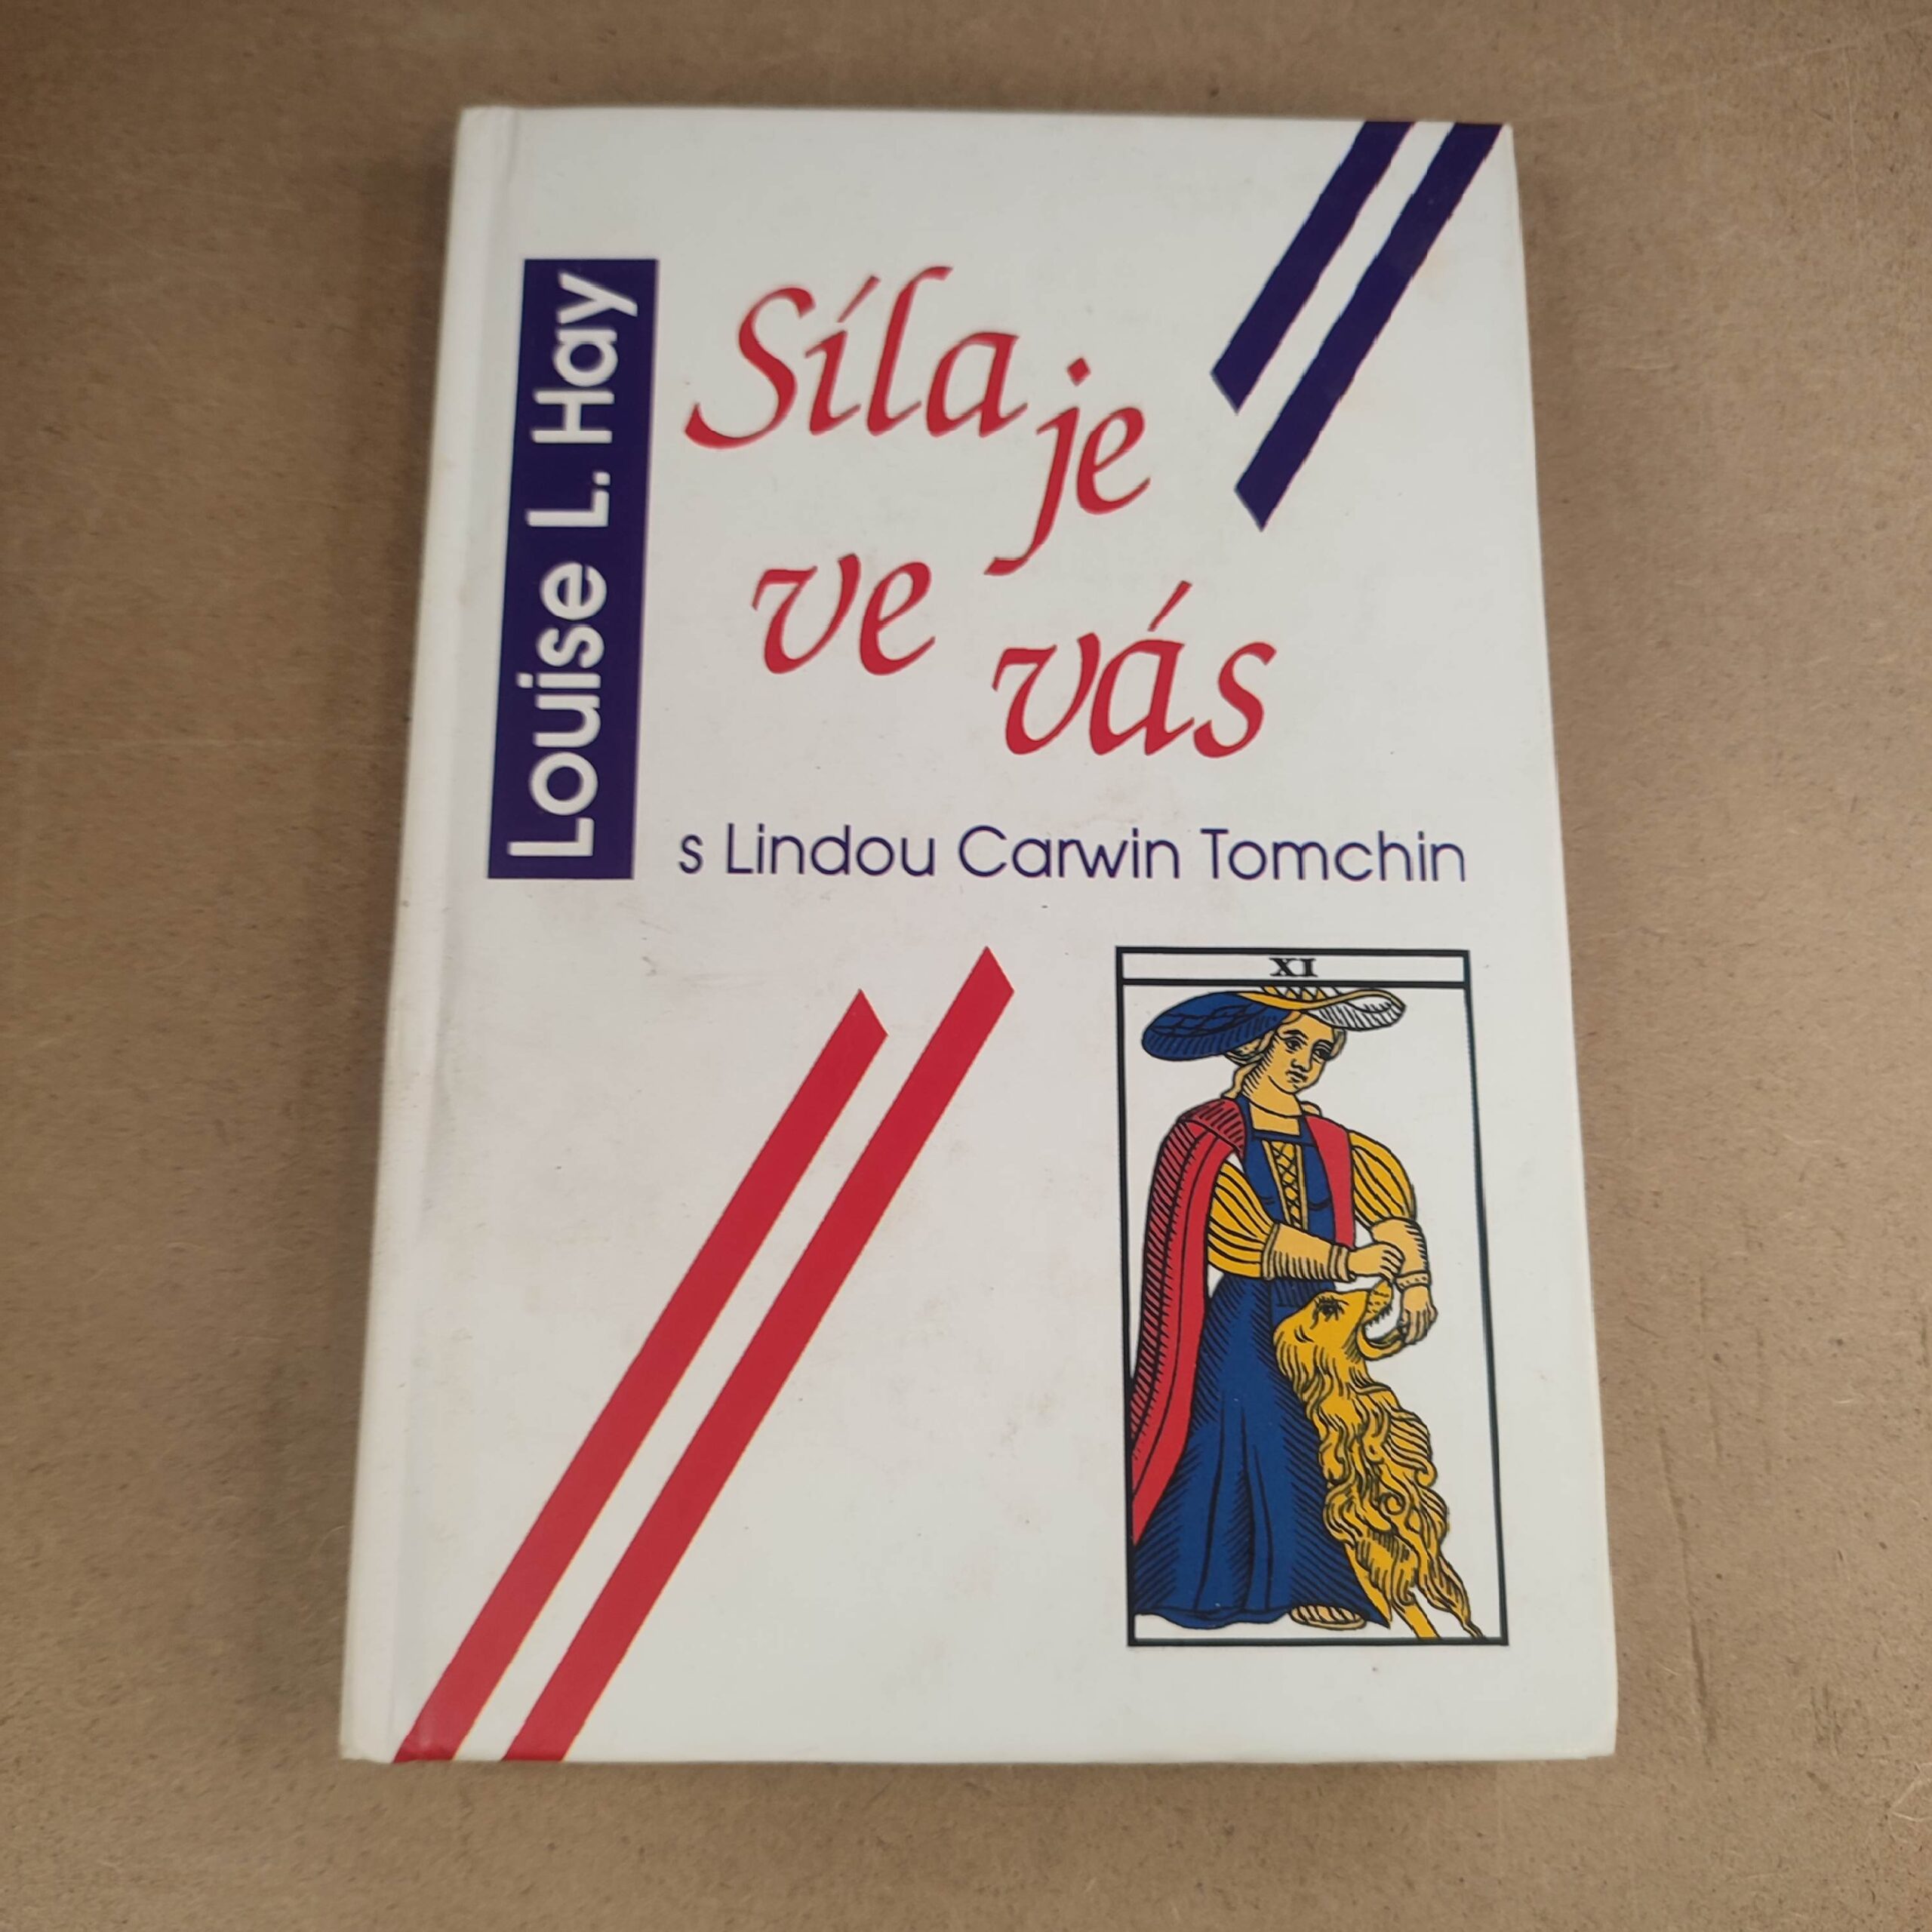 Louise L. Hay
Síla je
ve vás
s Lindou Carwin Tomchin
XI